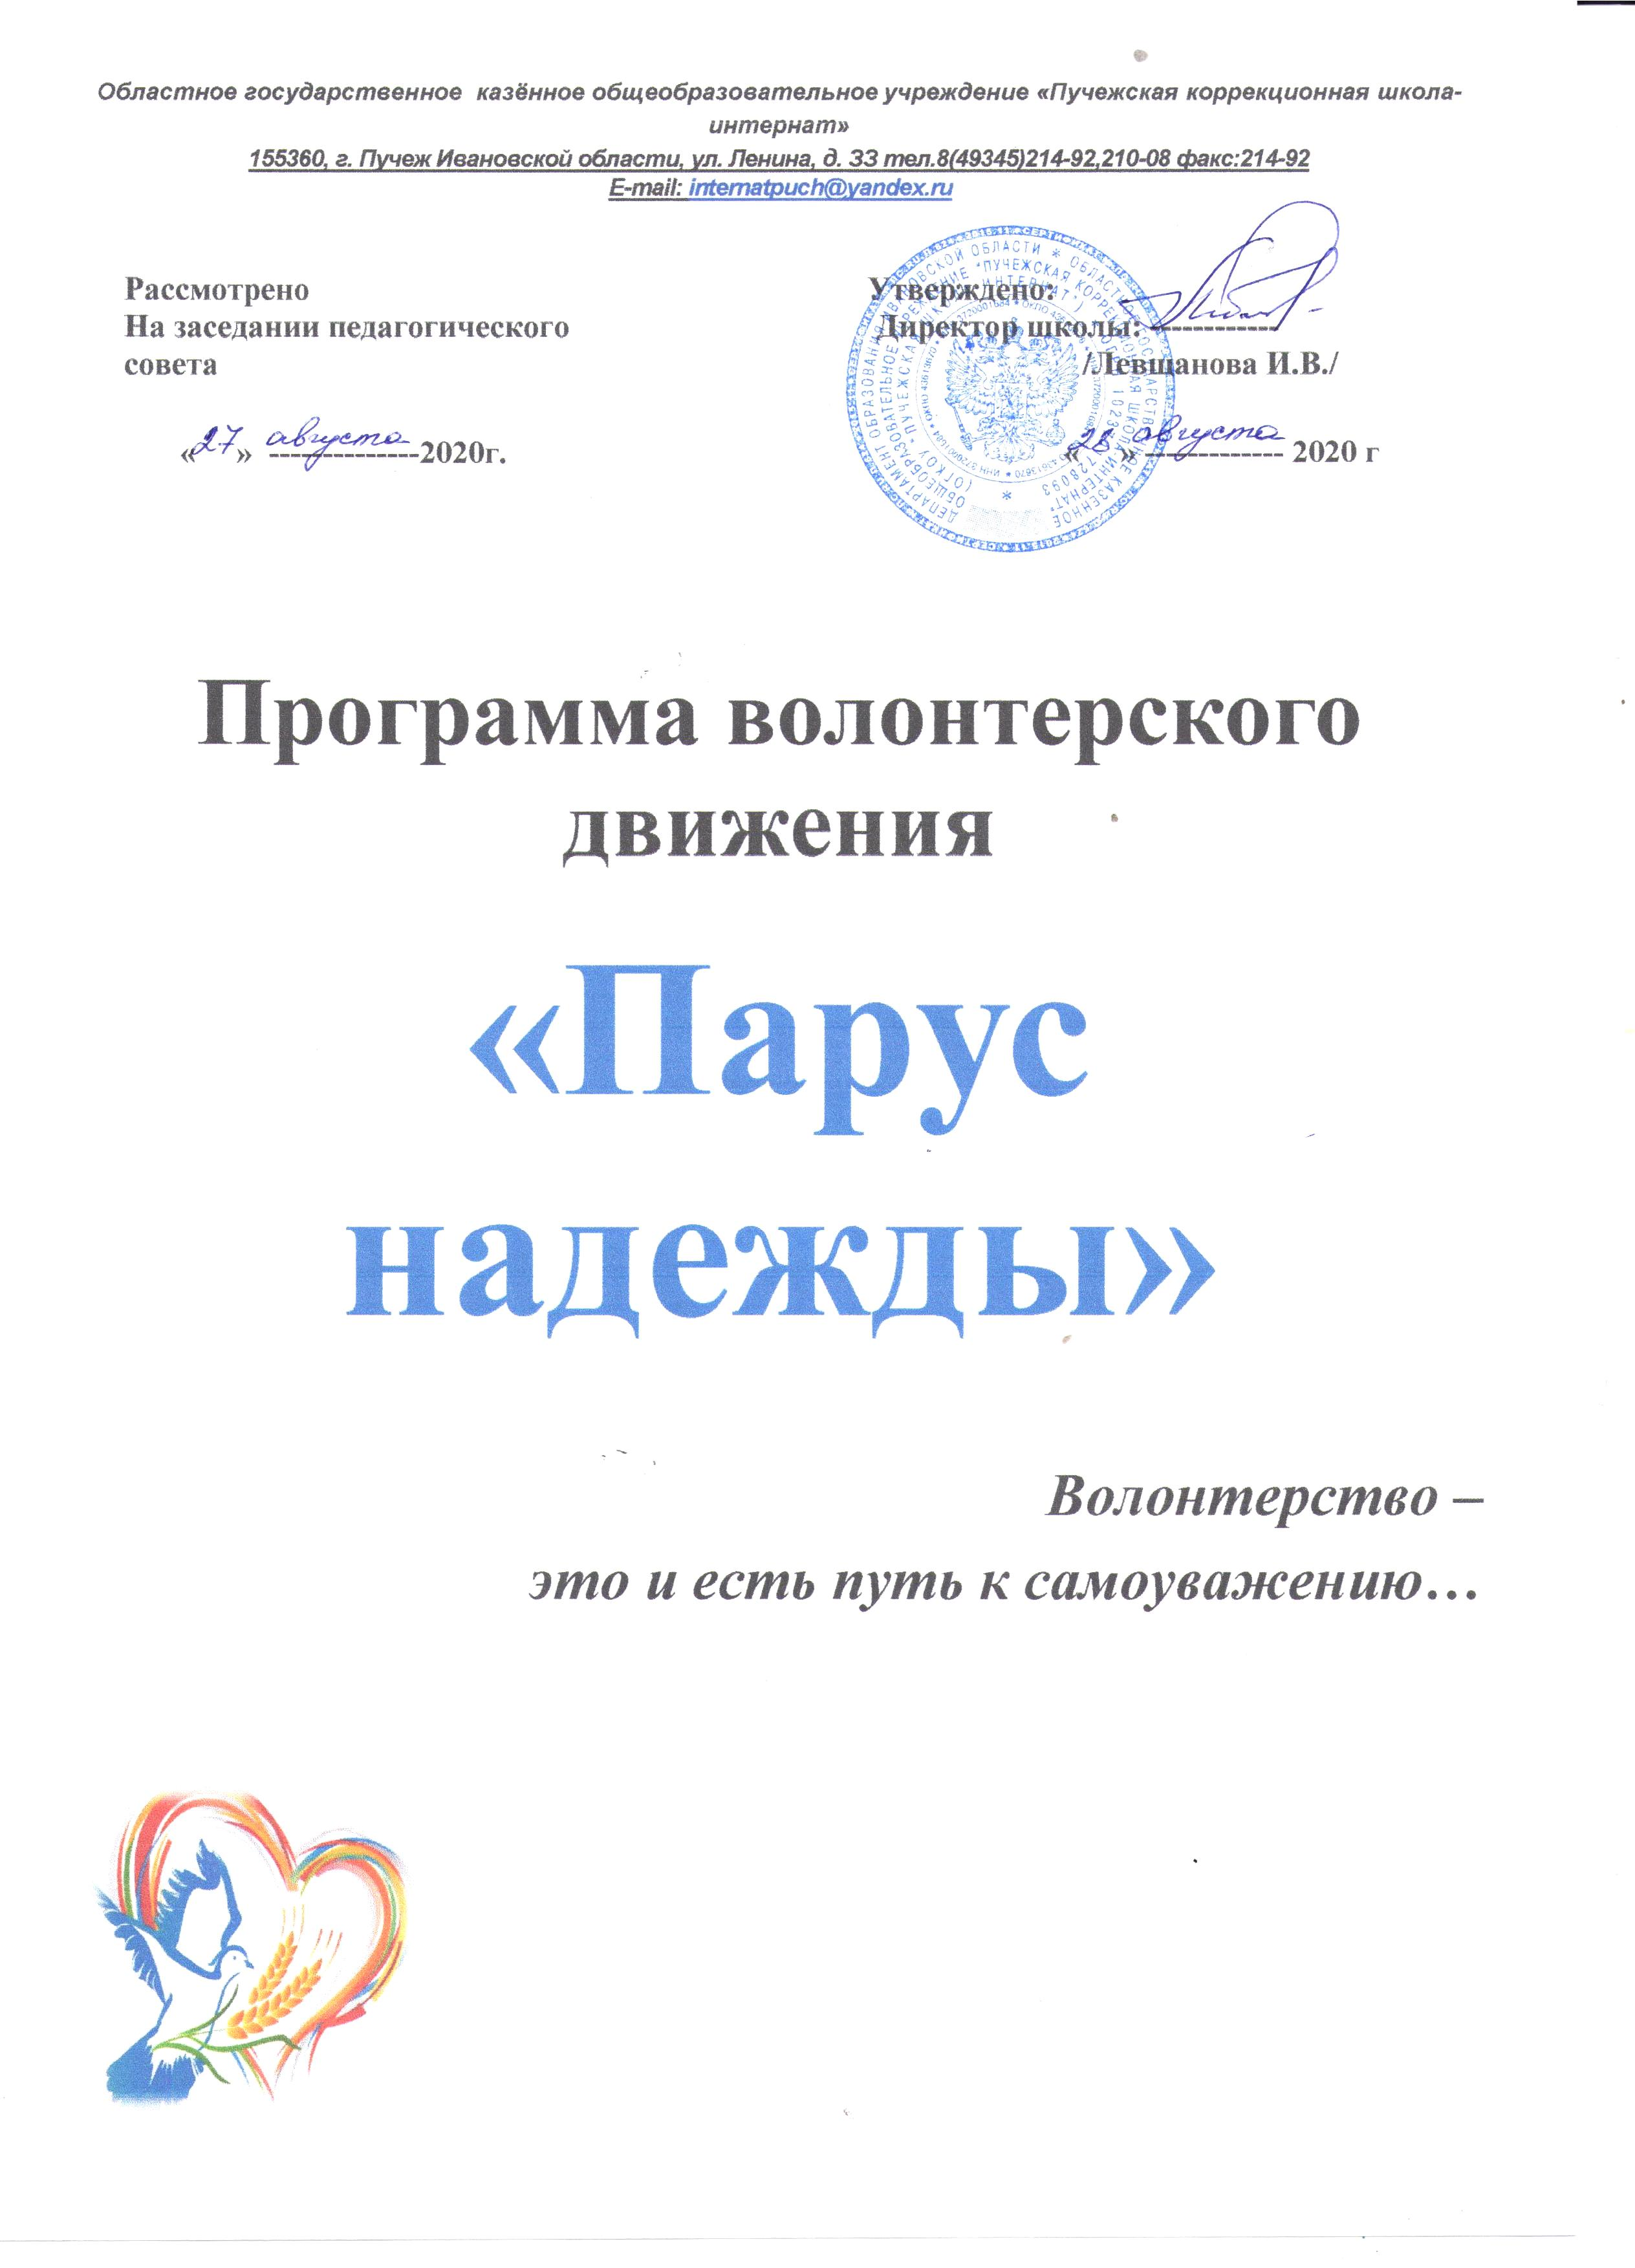 Областное государственное казённое общеобразовательное учреждение «Пучежская коррекционная школа-
интернат»
155360, г. Пучеж Ивановской области, ул. Ленина, д. 33 тел.8(49345)214-92,210-08 факс:214-92
E-mail: internatpuch@yandex.ru
Рассмотрено
На заседании педагогического
совета
«27» августа 2020г.
Утверждено:
Директор школы: ------------
/Левшанова И.В./
«28» августа 2020 г
Программа волонтерского
движения
«Парус
надежды»
Волонтерство –
это и есть путь к самоуважению…